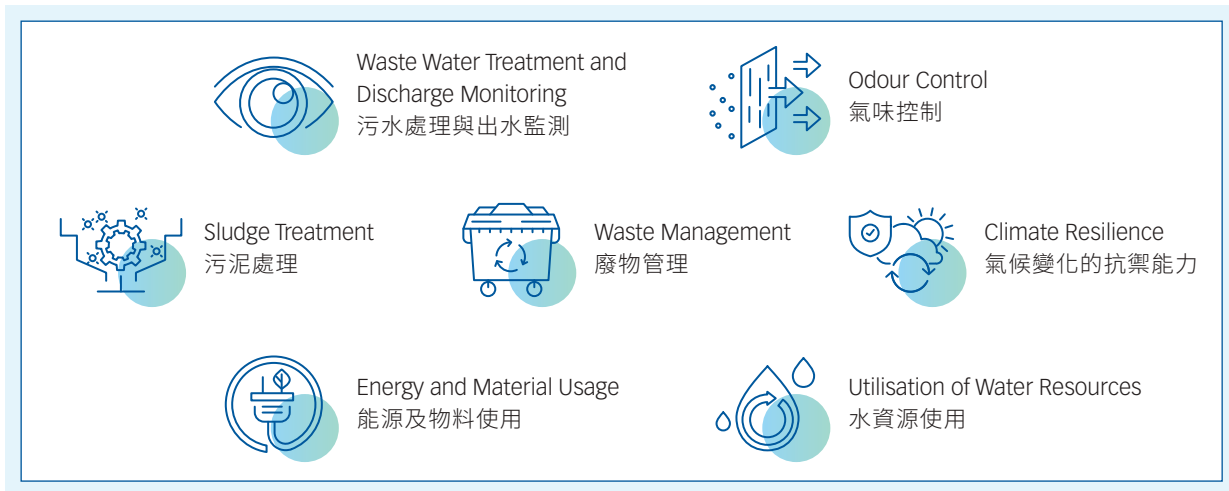 Waste Water Treatment and
Discharge Monitoring
污水處理與出水監測
Odour Control
氣味控制
Sludge Treatment
污泥處理
Waste Management
廢物管理
Climate Resilience
氣候變化的抗禦能力
Energy and Material Usage
能源及物料使用
Utilisation of Water Resources
水資源使用